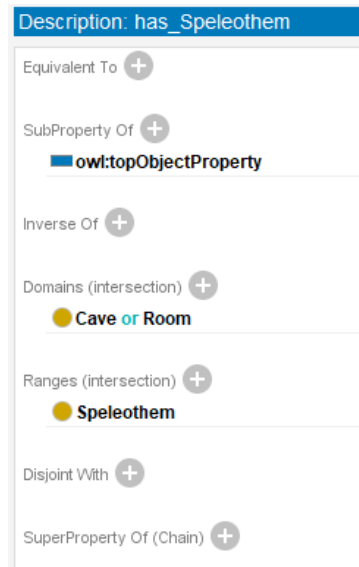 Description: has_Speleothem
Equivalent To
SubProperty Of
owl:topObjectProperty
Inverse Of
Domains (intersection)
Cave or Room
Ranges (intersection)
Speleothem
Disjoint With
SuperProperty Of (Chain)